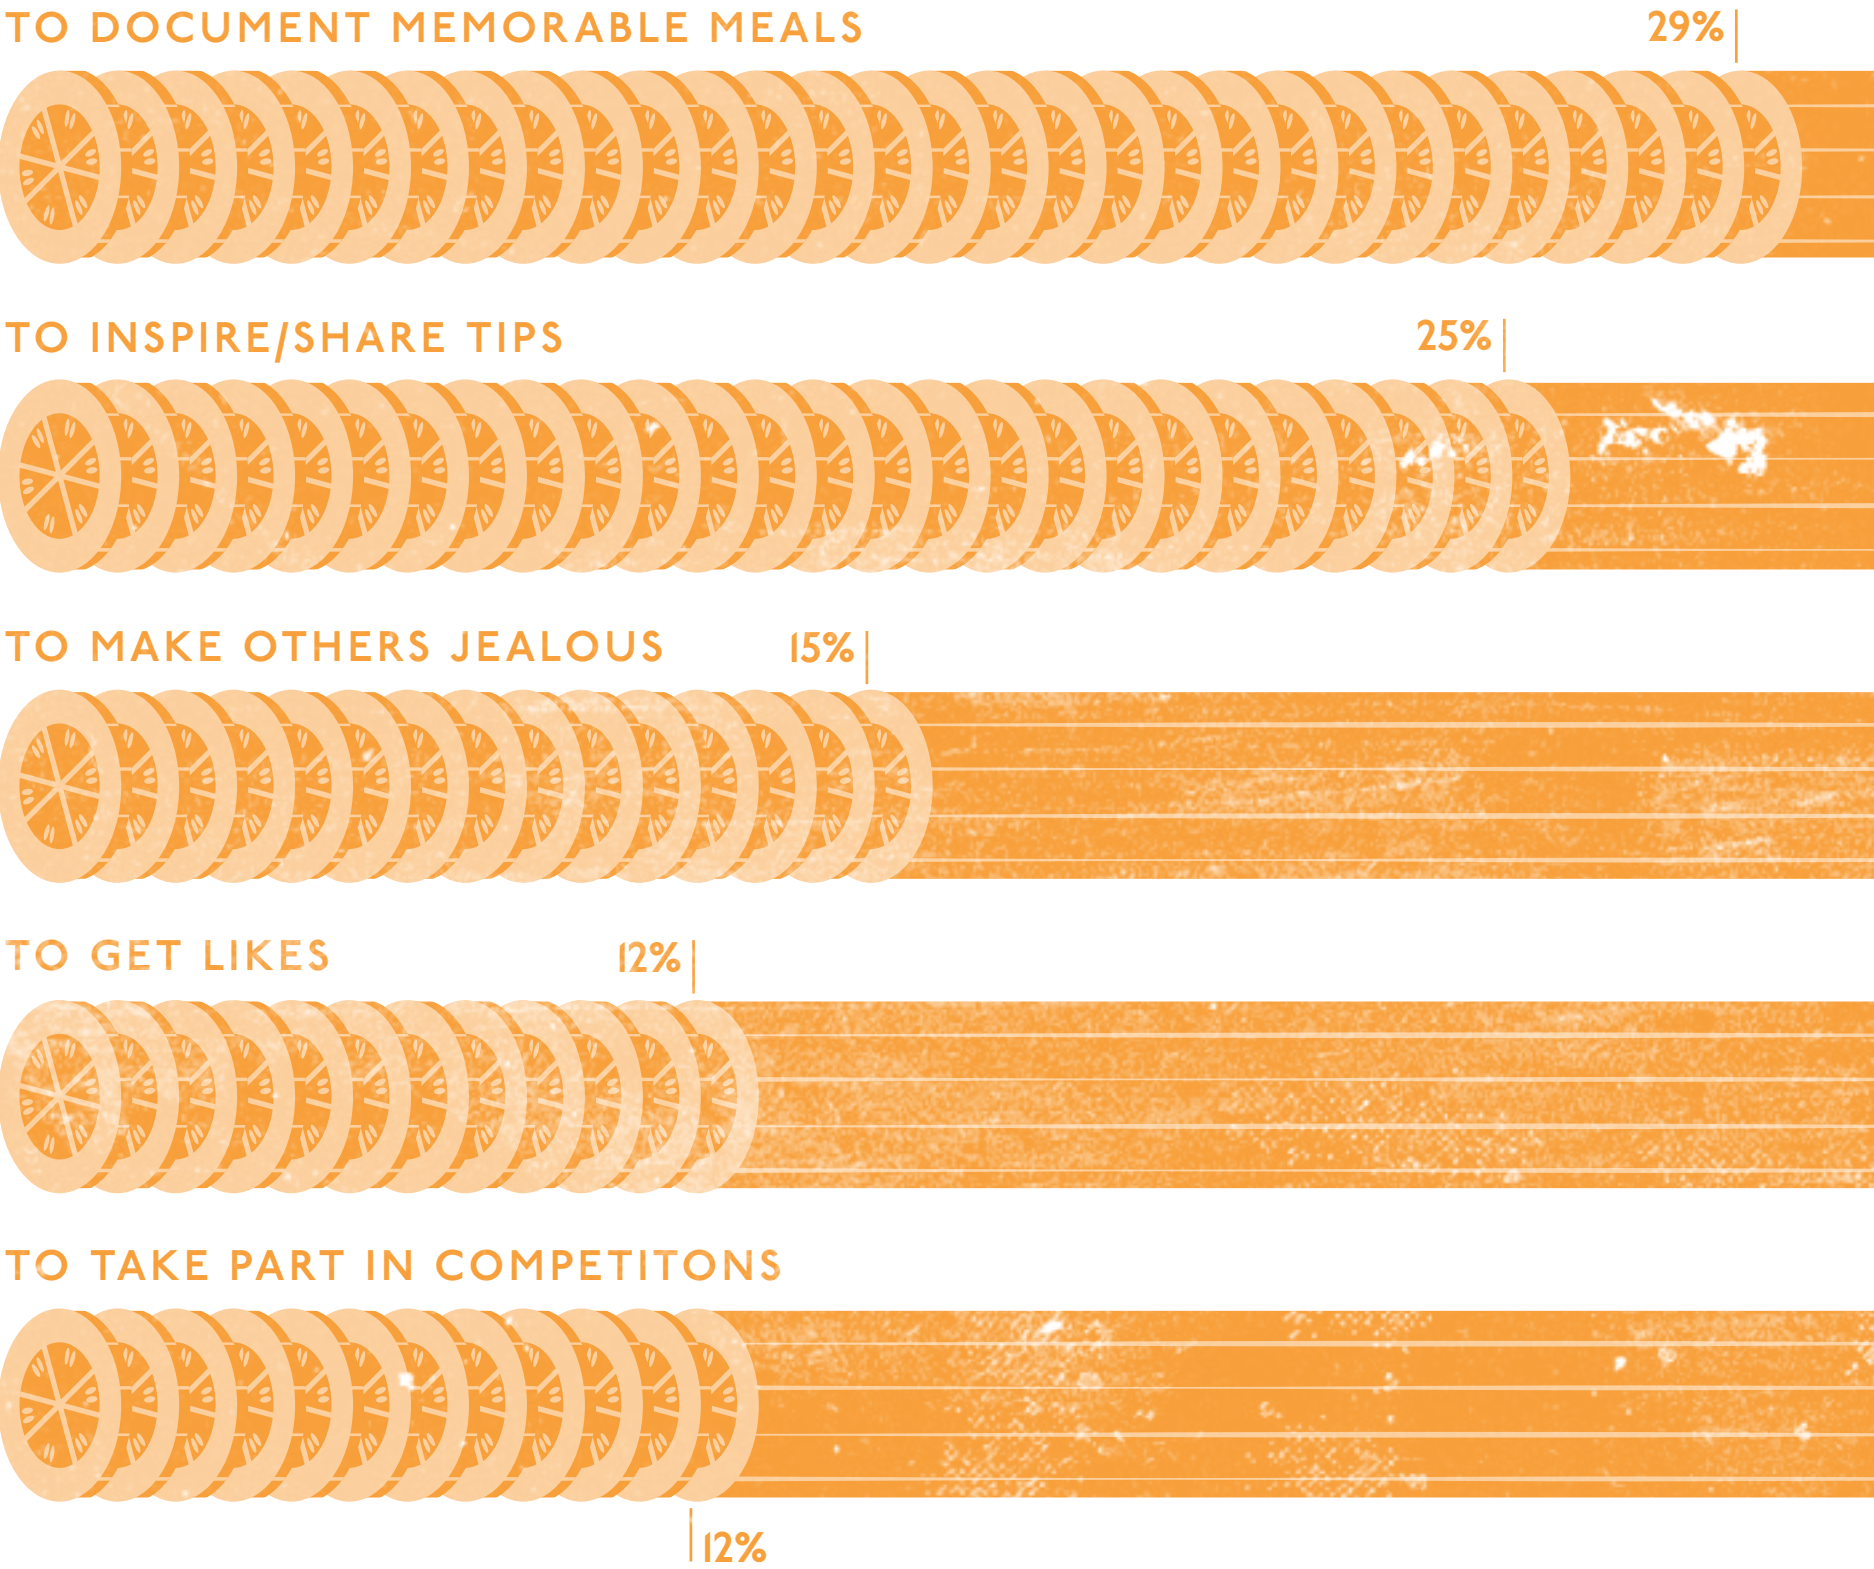 TO DOCUMENT MEMORABLE MEALS 29%
TO INSPIRE/SHARE TIPS 25%
TO MAKE OTHERS JEALOUS 15%
TO GET LIKES 12%
TO TAKE PART IN COMPETITONS
12%